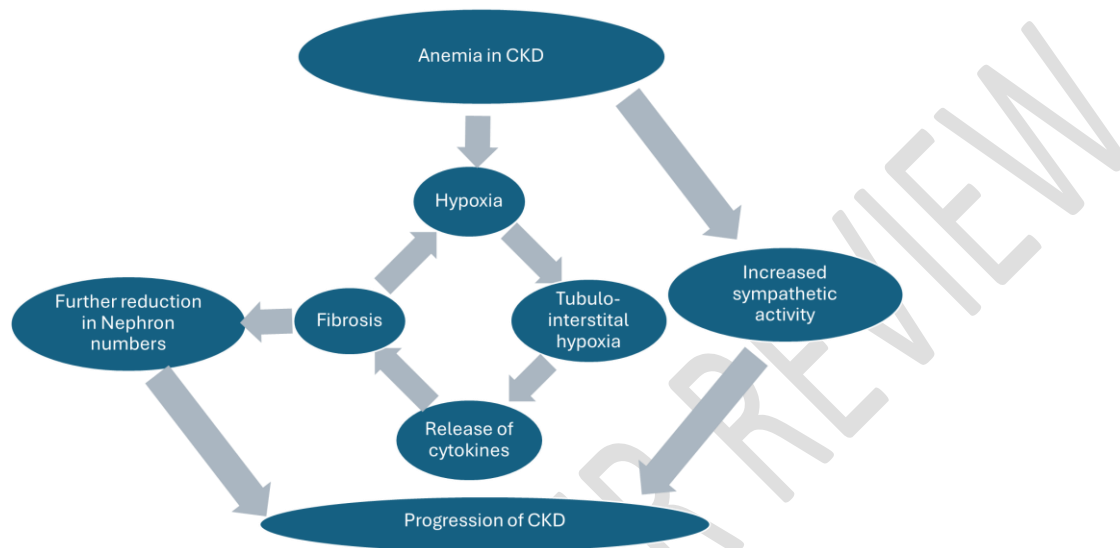 Anemia in CKD
Hypoxia
Increased
sympathetic
activity
Further reduction
in Nephron
numbers
Fibrosis
Tubulo-
interstital
hypoxia
Release of
cytokines
Progression of CKD
REVIEW